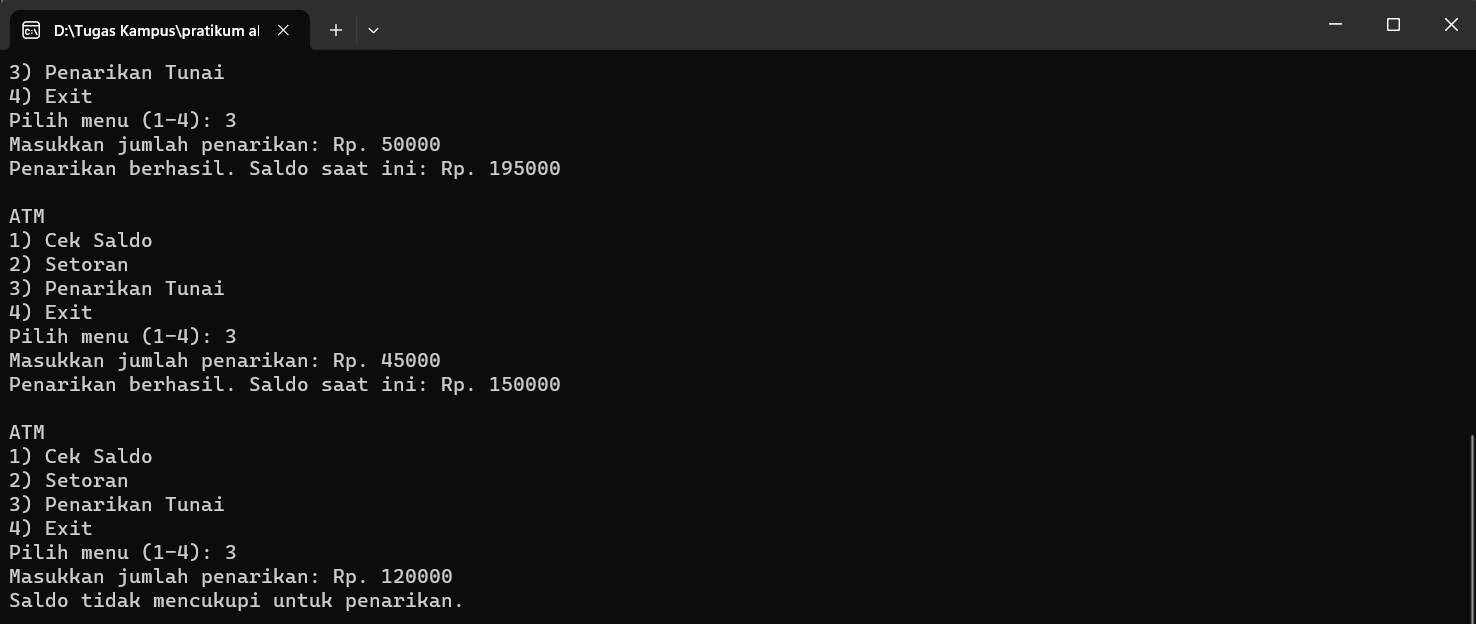 D:\Tugas Kampus\pratikum al
3) Penarikan Tunai
4) Exit
Pilih menu (1-4): 3
Masukkan jumlah penarikan: Rp. 50000
Penarikan berhasil. Saldo saat ini: Rp. 195000
ATM
1) Cek Saldo
2) Setoran
3) Penarikan Tunai
4) Exit
Pilih menu (1-4): 3
Masukkan jumlah penarikan: Rp. 45000
Penarikan berhasil. Saldo saat ini: Rp. 150000
ATM
1) Cek Saldo
2) Setoran
3) Penarikan Tunai
4) Exit
Pilih menu (1-4): 3
Masukkan jumlah penarikan: Rp. 120000
Saldo tidak mencukupi untuk penarikan.